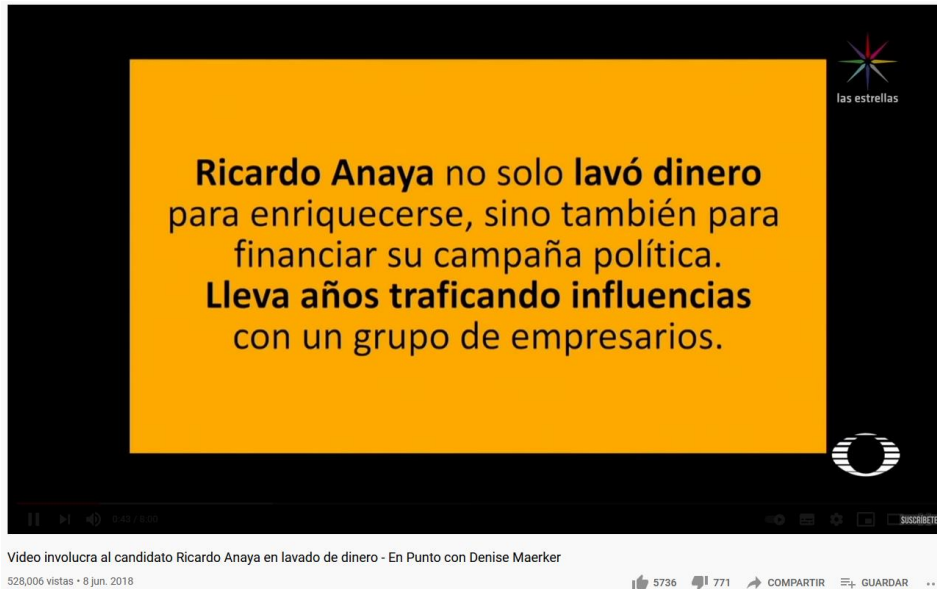 las estrellas
Ricardo Anaya no solo lavó dinero
para enriquecerse, sino también para
financiar su campaña política.
Lleva años traficando influencias
con un grupo de empresarios.
0:43 / 8:00
SUSCRÍBETE
Video involucra al candidato Ricardo Anaya en lavado de dinero - En Punto con Denise Maerker
528,006 vistas • 8 jun. 2018
5736 771 COMPARTIR GUARDAR